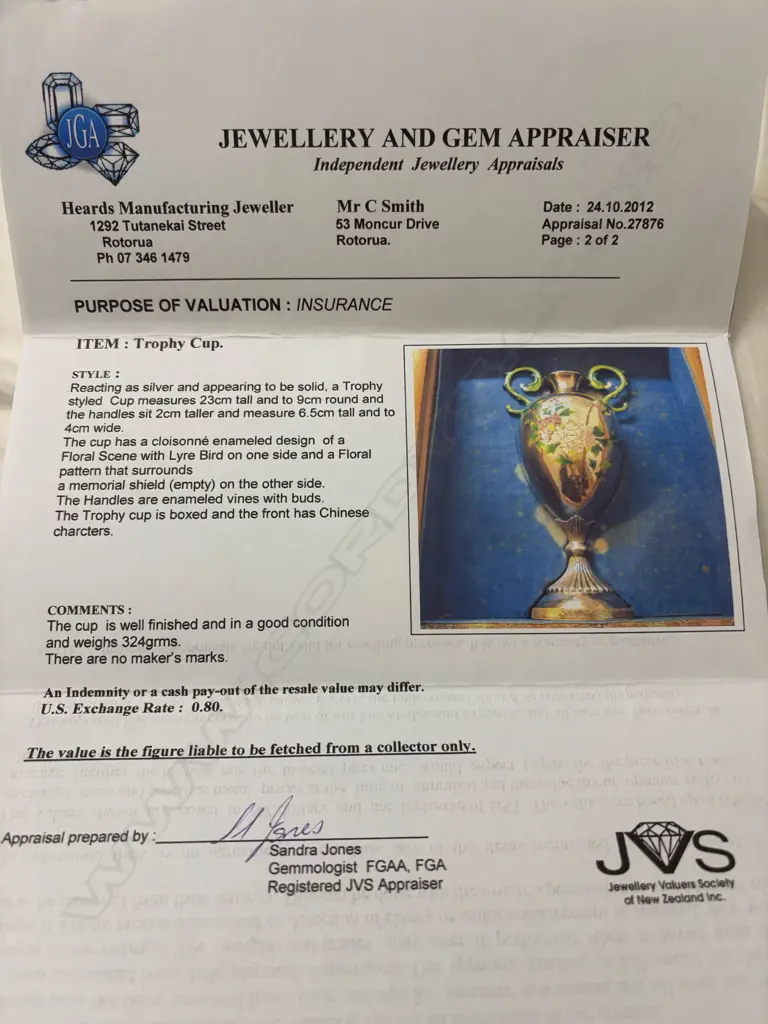 JGA
JEWELLERY AND GEM APPRAISER
Independent Jewellery Appraisals
Heards Manufacturing Jeweller
1292 Tutanekai Street
Rotorua
Ph 07 346 1479
Mr C Smith
53 Moncur Drive
Rotorua.
Date : 24.10.2012
Appraisal No.27876
Page : 2 of 2
PURPOSE OF VALUATION : INSURANCE
ITEM : Trophy Cup.
STYLE :
Reacting as silver and appearing to be solid, a Trophy
styled Cup measures 23cm tall and to 9cm round and
the handles sit 2cm taller and measure 6.5cm tall and to
4cm wide.
The cup has a cloisonné enameled design of a
Floral Scene with Lyre Bird on one side and a Floral
pattern that surrounds
a memorial shield (empty) on the other side.
The Handles are enameled vines with buds.
The Trophy cup is boxed and the front has Chinese
charcters.
COMMENTS :
The cup is well finished and in a good condition
and weighs 324grms.
There are no maker's marks.
An Indemnity or a cash pay-out of the resale value may differ.
U.S. Exchange Rate : 0.80.
The value is the figure liable to be fetched from a collector only.
Appraisal prepared by :
Jones
Sandra Jones
Gemmologist FGAA, FGA
Registered JVS Appraiser
JVS
Jewellery Valuers Society
of New Zealand Inc.